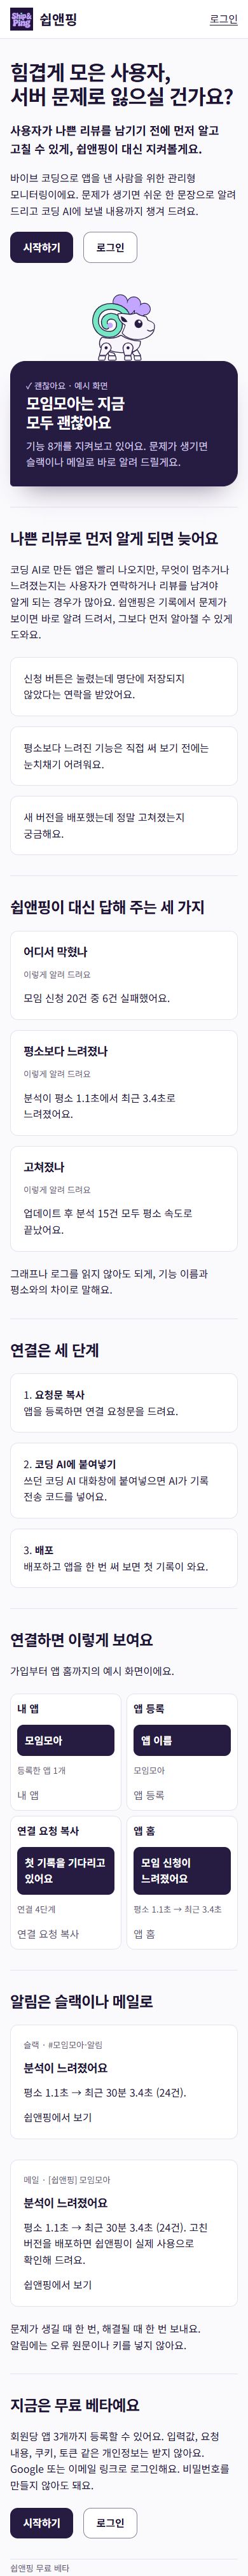 Ship&
Ping
쉽앤핑
로그인
힘겹게 모은 사용자,
서버 문제로 잃으실 건가요?
사용자가 나쁜 리뷰를 남기기 전에 먼저 알고
고칠 수 있게, 쉽앤핑이 대신 지켜볼게요.
바이브 코딩으로 앱을 낸 사람을 위한 관리형
모니터링이에요. 문제가 생기면 쉬운 한 문장으로 알려
드리고 코딩 AI에 보낼 내용까지 챙겨 드려요.
시작하기
로그인
✓ 괜찮아요 · 예시 화면
모임모아는 지금
모두 괜찮아요
기능 8개를 지켜보고 있어요. 문제가 생기면
슬랙이나 메일로 바로 알려 드릴게요.
나쁜 리뷰로 먼저 알게 되면 늦어요
코딩 AI로 만든 앱은 빨리 나오지만, 무엇이 멈추거나
느려졌는지는 사용자가 연락하거나 리뷰를 남겨야
알게 되는 경우가 많아요. 쉽앤핑은 기록에서 문제가
보이면 바로 알려 드려서, 그보다 먼저 알아챌 수 있게
도와요.
신청 버튼은 눌렀는데 명단에 저장되지
않았다는 연락을 받았어요.
평소보다 느려진 기능은 직접 써 보기 전에는
눈치채기 어려워요.
새 버전을 배포했는데 정말 고쳐졌는지
궁금해요.
쉽앤핑이 대신 답해 주는 세 가지
어디서 막혔나
이렇게 알려 드려요
모임 신청 20건 중 6건 실패했어요.
평소보다 느려졌나
이렇게 알려 드려요
분석이 평소 1.1초에서 최근 3.4초로
느려졌어요.
고쳐졌나
이렇게 알려 드려요
업데이트 후 분석 15건 모두 평소 속도로
끝났어요.
그래프나 로그를 읽지 않아도 되게, 기능 이름과
평소와의 차이로 말해요.
연결은 세 단계
1. 요청문 복사
앱을 등록하면 연결 요청문을 드려요.
2. 코딩 AI에 붙여넣기
쓰던 코딩 AI 대화창에 붙여넣으면 AI가 기록
전송 코드를 넣어요.
3. 배포
배포하고 앱을 한 번 써 보면 첫 기록이 와요.
연결하면 이렇게 보여요
가입부터 앱 홈까지의 예시 화면이에요.
내 앱
모임모아
등록한 앱 1개
내 앱
앱 등록
앱 이름
모임모아
앱 등록
연결 요청 복사
첫 기록을 기다리고
있어요
연결 4단계
연결 요청 복사
앱 홈
모임 신청이
느려졌어요
평소 1.1초 → 최근 3.4초
앱 홈
알림은 슬랙이나 메일로
슬랙 · #모임모아-알림
분석이 느려졌어요
평소 1.1초 → 최근 30분 3.4초 (24건).
쉽앤핑에서 보기
메일 · [쉽앤핑] 모임모아
분석이 느려졌어요
평소 1.1초 → 최근 30분 3.4초 (24건). 고친
버전을 배포하면 쉽앤핑이 실제 사용으로
확인해 드려요.
쉽앤핑에서 보기
문제가 생길 때 한 번, 해결될 때 한 번 보내요.
알림에는 오류 원문이나 키를 넣지 않아요.
지금은 무료 베타예요
회원당 앱 3개까지 등록할 수 있어요. 입력값, 요청
내용, 쿠키, 토큰 같은 개인정보는 받지 않아요.
Google 또는 이메일 링크로 로그인해요. 비밀번호를
만들지 않아도 돼요.
시작하기
로그인
쉽앤핑 무료 베타